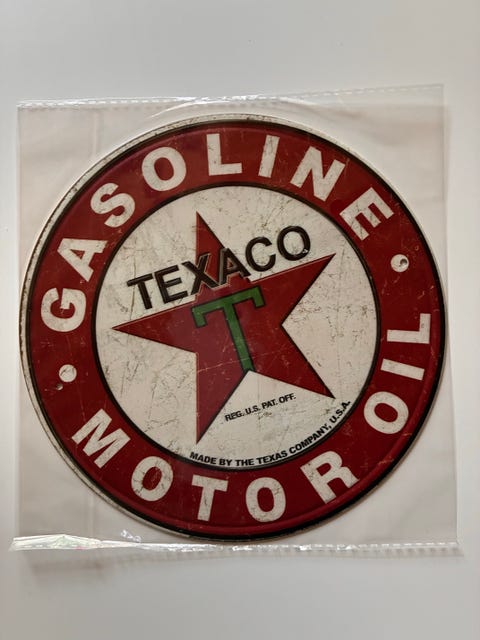 GASOLINE
TEXACO
T
REG. U.S. PAT. OFF.
MADE BY THE TEXAS COMPANY, U.S.A.
MOTOR OIL